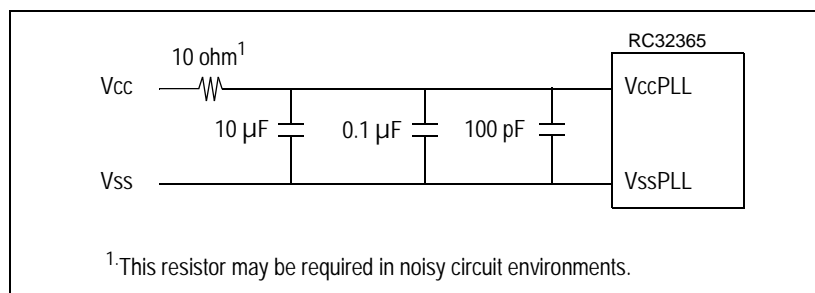 RC32365
10 ohm1
Vcc
VccPLL
10 µF
0.1 µF
100 pF
Vss
VssPLL
1.This resistor may be required in noisy circuit environments.